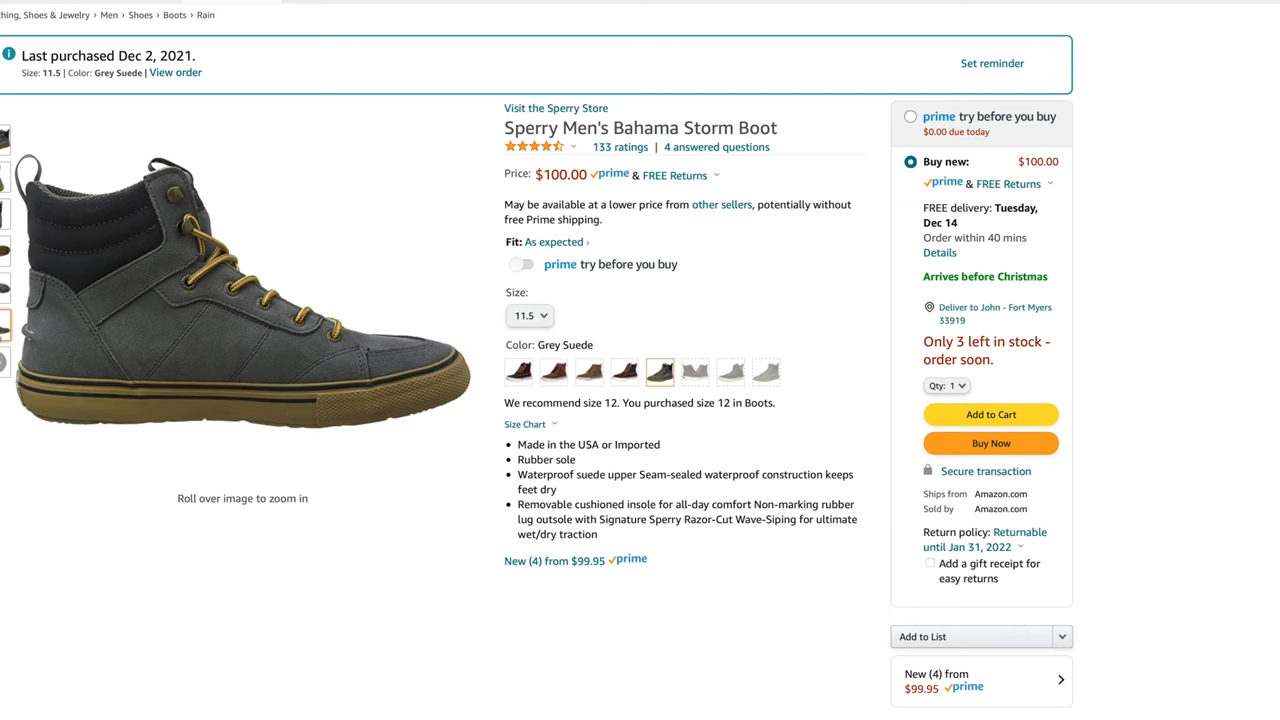 hing, Shoes & Jewelry › Men › Shoes › Boots › Rain
Last purchased Dec 2, 2021.
Size: 11.5 | Color: Grey Suede | View order
Set reminder
Visit the Sperry Store
Sperry Men's Bahama Storm Boot
133 ratings | 4 answered questions
Price: $100.00 prime & FREE Returns
May be available at a lower price from other sellers, potentially without
free Prime shipping.
Fit: As expected ›
prime try before you buy
Size:
11.5
Color: Grey Suede
We recommend size 12. You purchased size 12 in Boots.
Size Chart
• Made in the USA or Imported
• Rubber sole
• Waterproof suede upper Seam-sealed waterproof construction keeps
feet dry
• Removable cushioned insole for all-day comfort Non-marking rubber
lug outsole with Signature Sperry Razor-Cut Wave-Siping for ultimate
wet/dry traction
New (4) from $99.95 prime
Roll over image to zoom in
prime try before you buy
$0.00 due today
Buy new: $100.00
prime & FREE Returns
FREE delivery: Tuesday,
Dec 14
Order within 40 mins
Details
Arrives before Christmas
Deliver to John - Fort Myers
33919
Only 3 left in stock -
order soon.
Qty: 1
Add to Cart
Buy Now
Secure transaction
Ships from Amazon.com
Sold by Amazon.com
Return policy: Returnable
until Jan 31, 2022
Add a gift receipt for
easy returns
Add to List
New (4) from
$99.95 prime